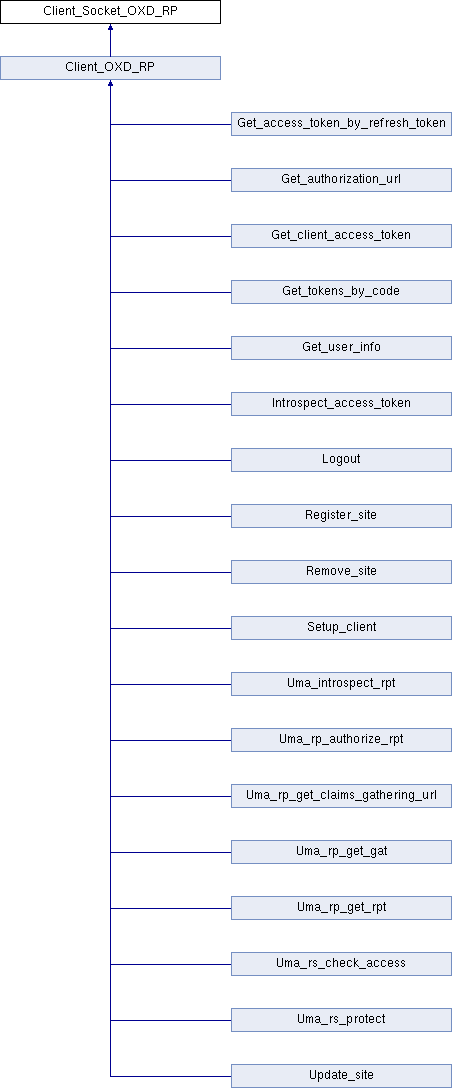 Client_Socket_OXD_RP
Client_OXD_RP
Get_access_token_by_refresh_token
Get_authorization_url
Get_client_access_token
Get_tokens_by_code
Get_user_info
Introspect_access_token
Logout
Register_site
Remove_site
Setup_client
Uma_introspect_rpt
Uma_rp_authorize_rpt
Uma_rp_get_claims_gathering_url
Uma_rp_get_gat
Uma_rp_get_rpt
Uma_rs_check_access
Uma_rs_protect
Update_site